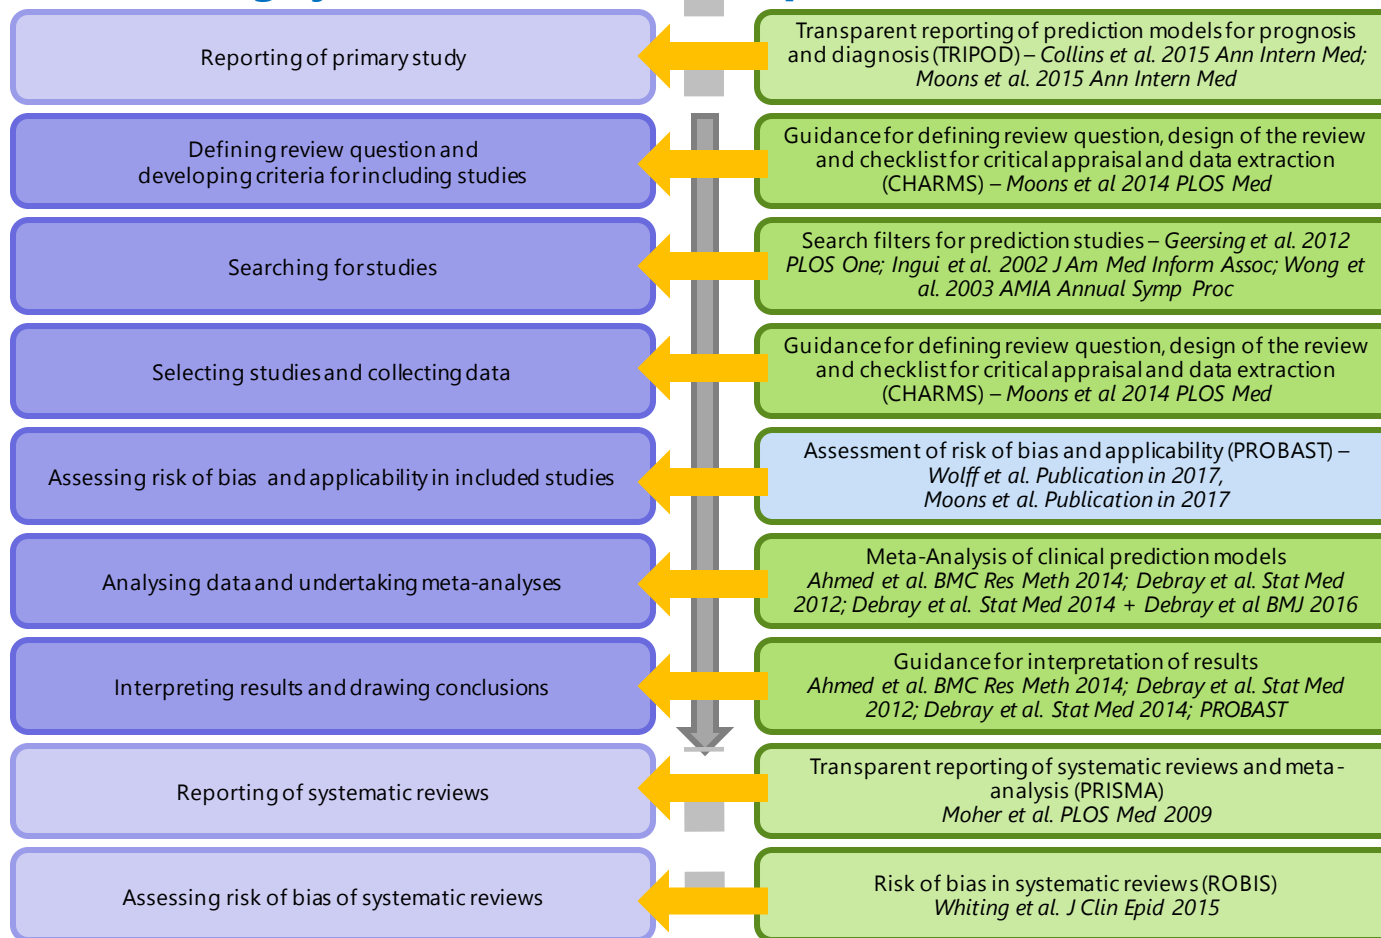 Reporting of primary study
Transparent reporting of prediction models for prognosis
and diagnosis (TRIPOD) – Collins et al. 2015 Ann Intern Med;
Moons et al. 2015 Ann Intern Med
Defining review question and
developing criteria for including studies
Guidance for defining review question, design of the review
and checklist for critical appraisal and data extraction
(CHARMS) – Moons et al 2014 PLOS Med
Searching for studies
Search filters for prediction studies – Geersing et al. 2012
PLOS One; Ingui et al. 2002 J Am Med Inform Assoc; Wong et
al. 2003 AMIA Annual Symp Proc
Selecting studies and collecting data
Guidance for defining review question, design of the review
and checklist for critical appraisal and data extraction
(CHARMS) – Moons et al 2014 PLOS Med
Assessing risk of bias and applicability in included studies
Assessment of risk of bias and applicability (PROBAST) –
Wolff et al. Publication in 2017,
Moons et al. Publication in 2017
Analysing data and undertaking meta-analyses
Meta-Analysis of clinical prediction models
Ahmed et al. BMC Res Meth 2014; Debray et al. Stat Med
2012; Debray et al. Stat Med 2014 + Debray et al BMJ 2016
Interpreting results and drawing conclusions
Guidance for interpretation of results
Ahmed et al. BMC Res Meth 2014; Debray et al. Stat Med
2012; Debray et al. Stat Med 2014; PROBAST
Reporting of systematic reviews
Transparent reporting of systematic reviews and meta-
analysis (PRISMA)
Moher et al. PLOS Med 2009
Assessing risk of bias of systematic reviews
Risk of bias in systematic reviews (ROBIS)
Whiting et al. J Clin Epid 2015